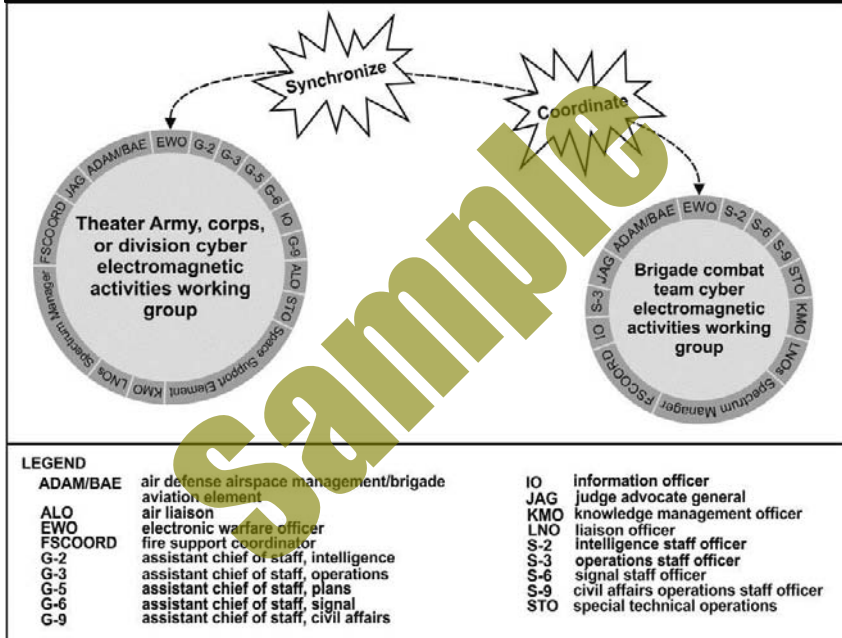 Synchronize
Coordinate
FSCOORD
JAG
ADAM/BAE
EWO
G-2
G-3
G-5
G-6
IO
G-9
ALO
STO
Space Support Element
KMO
LNOs
Spectrum Manager
Theater Army, corps,
or division cyber
electromagnetic
activities working
group
FSCOORD
IO
S-3
JAG
ADAM/BAE
EWO
S-2
S-6
S-9
STO
KMO
LNOs
Spectrum Manager
Brigade combat
team cyber
electromagnetic
activities working
group
Sample
LEGEND
ADAM/BAE air defense airspace management/brigade
aviation element
ALO air liaison
EWO electronic warfare officer
FSCOORD fire support coordinator
G-2 assistant chief of staff, intelligence
G-3 assistant chief of staff, operations
G-5 assistant chief of staff, plans
G-6 assistant chief of staff, signal
G-9 assistant chief of staff, civil affairs
IO information officer
JAG judge advocate general
KMO knowledge management officer
LNO liaison officer
S-2 intelligence staff officer
S-3 operations staff officer
S-6 signal staff officer
S-9 civil affairs operations staff officer
STO special technical operations